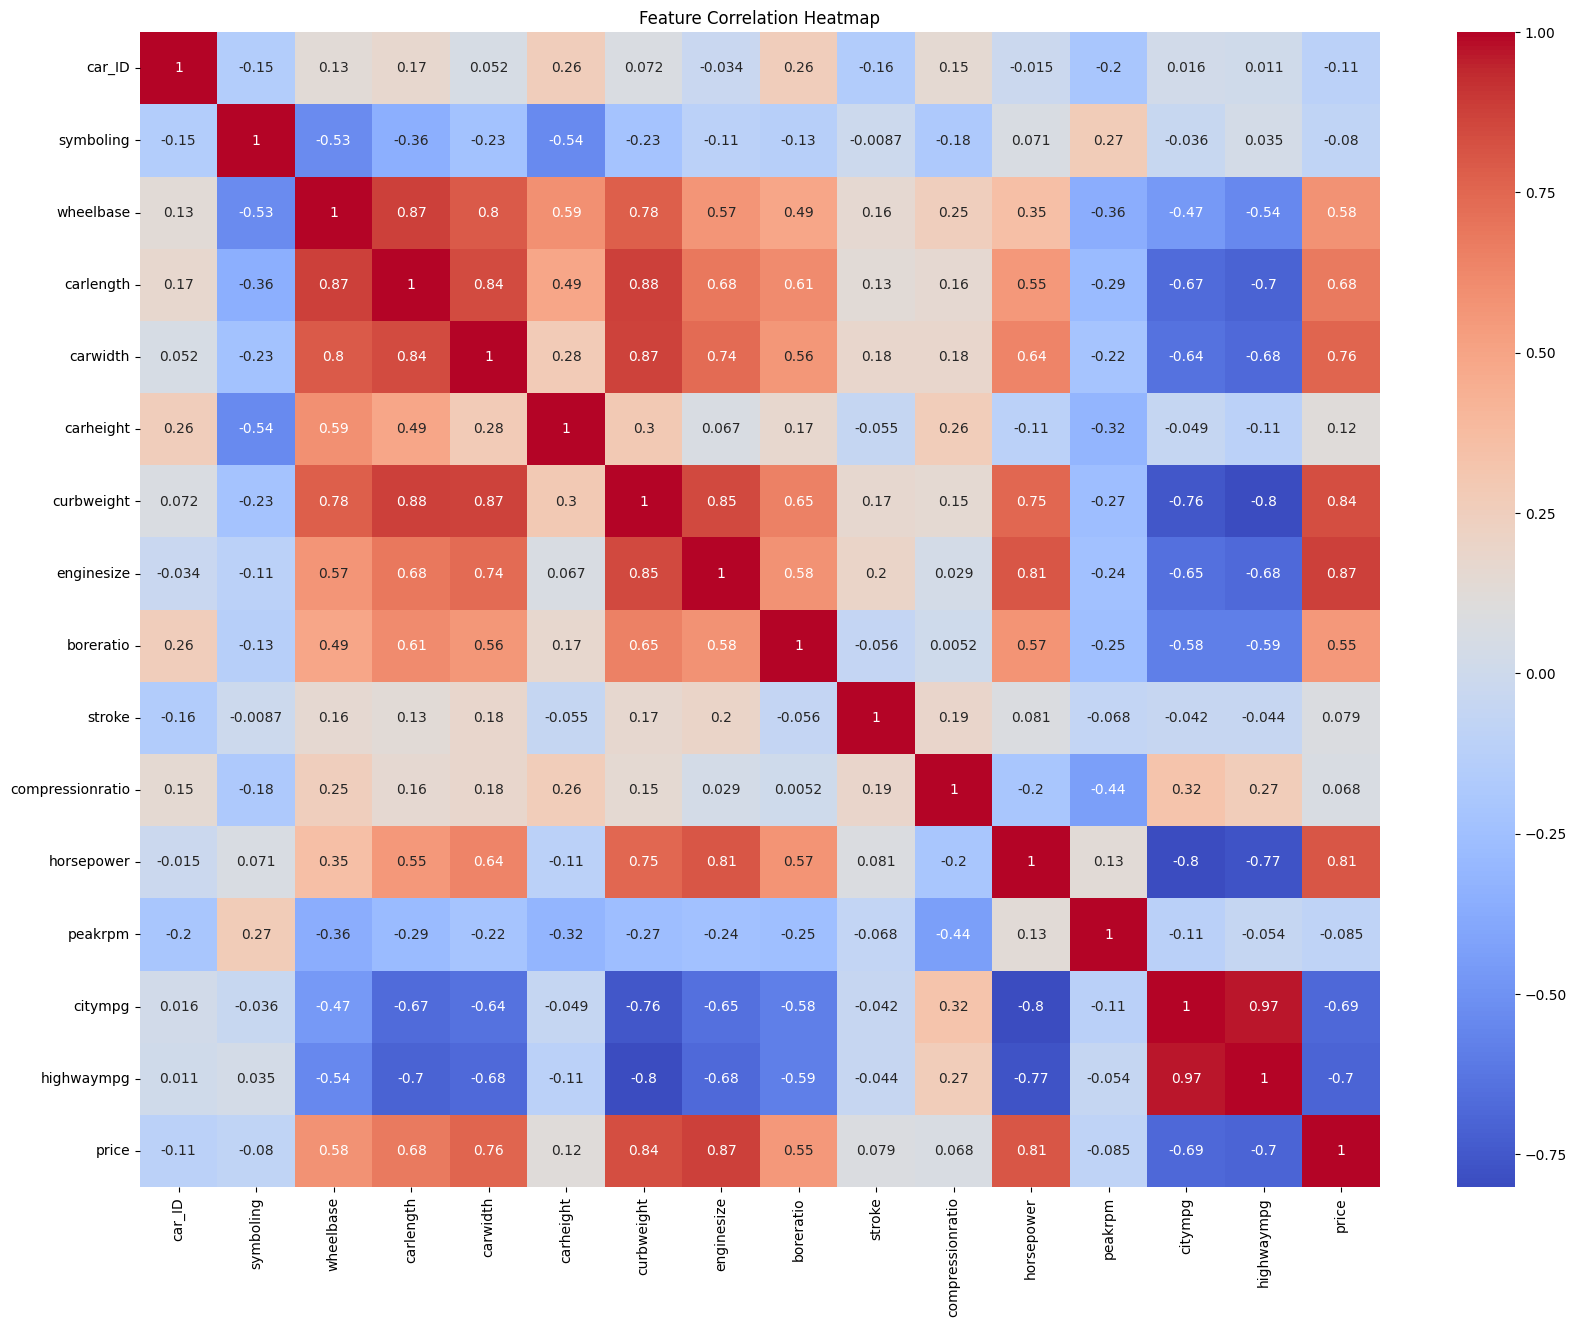 Feature Correlation Heatmap
car_ID 1 -0.15 0.13 0.17 0.052 0.26 0.072 -0.034 0.26 -0.16 0.15 -0.015 -0.2 0.016 0.011 -0.11
symboling -0.15 1 -0.53 -0.36 -0.23 -0.54 -0.23 -0.11 -0.13 -0.0087 -0.18 0.071 0.27 -0.036 0.035 -0.08
wheelbase 0.13 -0.53 1 0.87 0.8 0.59 0.78 0.57 0.49 0.16 0.25 0.35 -0.36 -0.47 -0.54 0.58
carlength 0.17 -0.36 0.87 1 0.84 0.49 0.88 0.68 0.61 0.13 0.16 0.55 -0.29 -0.67 -0.7 0.68
carwidth 0.052 -0.23 0.8 0.84 1 0.28 0.87 0.74 0.56 0.18 0.18 0.64 -0.22 -0.64 -0.68 0.76
carheight 0.26 -0.54 0.59 0.49 0.28 1 0.3 0.067 0.17 -0.055 0.26 -0.11 -0.32 -0.049 -0.11 0.12
curbweight 0.072 -0.23 0.78 0.88 0.87 0.3 1 0.85 0.65 0.17 0.15 0.75 -0.27 -0.76 -0.8 0.84
enginesize -0.034 -0.11 0.57 0.68 0.74 0.067 0.85 1 0.58 0.2 0.029 0.81 -0.24 -0.65 -0.68 0.87
boreratio 0.26 -0.13 0.49 0.61 0.56 0.17 0.65 0.58 1 -0.056 0.0052 0.57 -0.25 -0.58 -0.59 0.55
stroke -0.16 -0.0087 0.16 0.13 0.18 -0.055 0.17 0.2 -0.056 1 0.19 0.081 -0.068 -0.042 -0.044 0.079
compressionratio 0.15 -0.18 0.25 0.16 0.18 0.26 0.15 0.029 0.0052 0.19 1 -0.2 -0.44 0.32 0.27 0.068
horsepower -0.015 0.071 0.35 0.55 0.64 -0.11 0.75 0.81 0.57 0.081 -0.2 1 0.13 -0.8 -0.77 0.81
peakrpm -0.2 0.27 -0.36 -0.29 -0.22 -0.32 -0.27 -0.24 -0.25 -0.068 -0.44 0.13 1 -0.11 -0.054 -0.085
citympg 0.016 -0.036 -0.47 -0.67 -0.64 -0.049 -0.76 -0.65 -0.58 -0.042 0.32 -0.8 -0.11 1 0.97 -0.69
highwaympg 0.011 0.035 -0.54 -0.7 -0.68 -0.11 -0.8 -0.68 -0.59 -0.044 0.27 -0.77 -0.054 0.97 1 -0.7
price -0.11 -0.08 0.58 0.68 0.76 0.12 0.84 0.87 0.55 0.079 0.068 0.81 -0.085 -0.69 -0.7 1
car_ID symboling wheelbase carlength carwidth carheight curbweight enginesize boreratio stroke compressionratio horsepower peakrpm citympg highwaympg price
1.00
0.75
0.50
0.25
0.00
−0.25
−0.50
−0.75